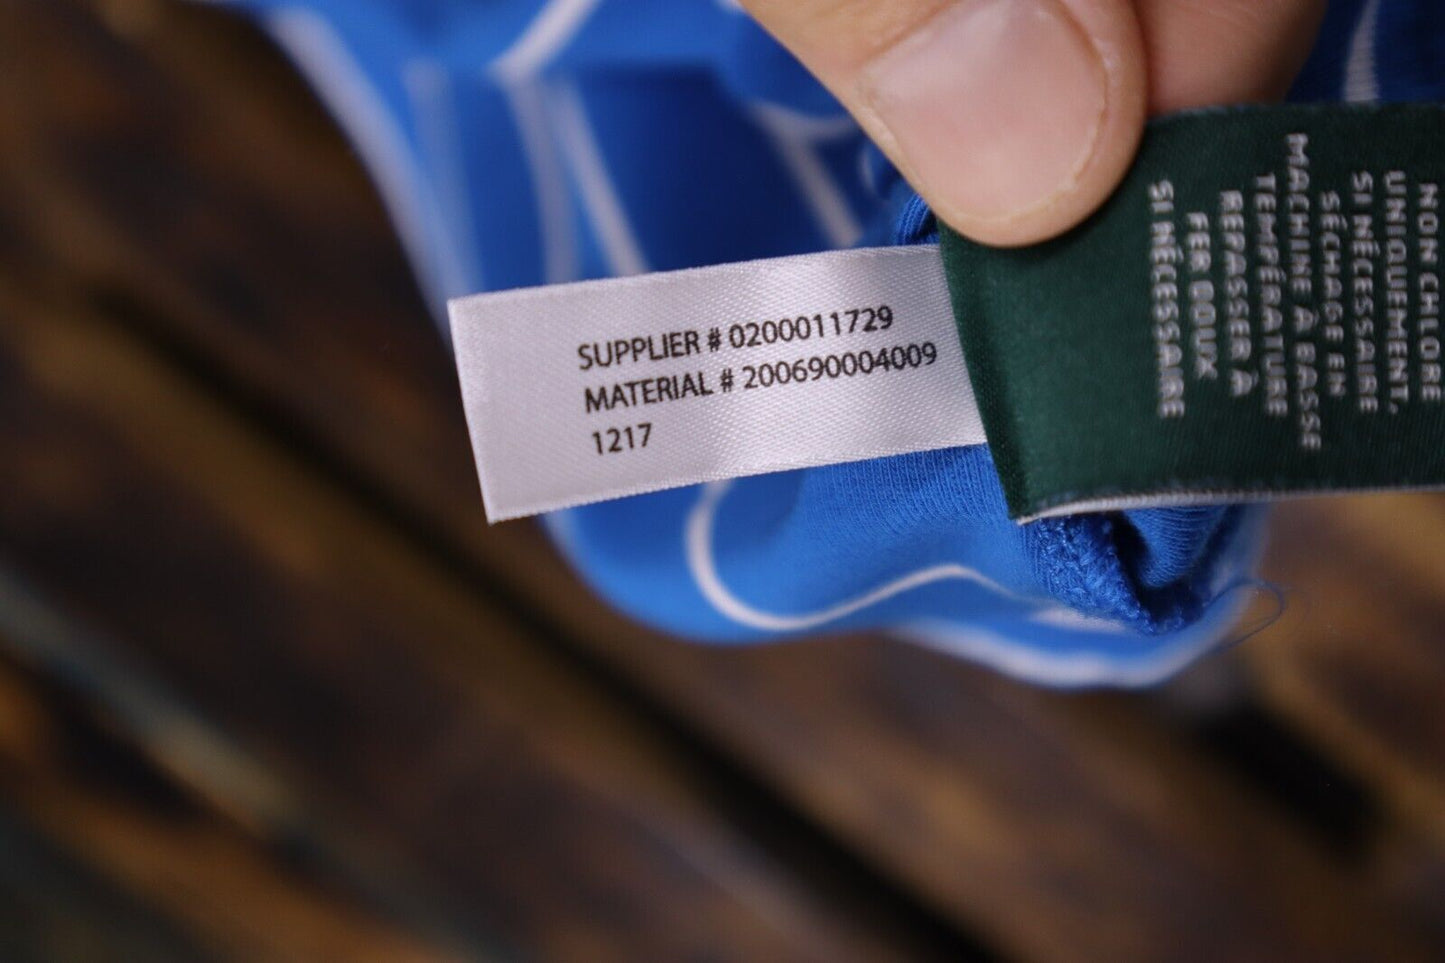 SUPPLIER # 0200011729
MATERIAL # 200690004009
1217
NON CHLORE
UNIQUEMENT,
SI NÉCESSAIRE
SÉCHAGE EN
MACHINE À BASSE
TEMPÉRATURE
REPASSER À
FER DOUX
SI NÉCESSAIRE